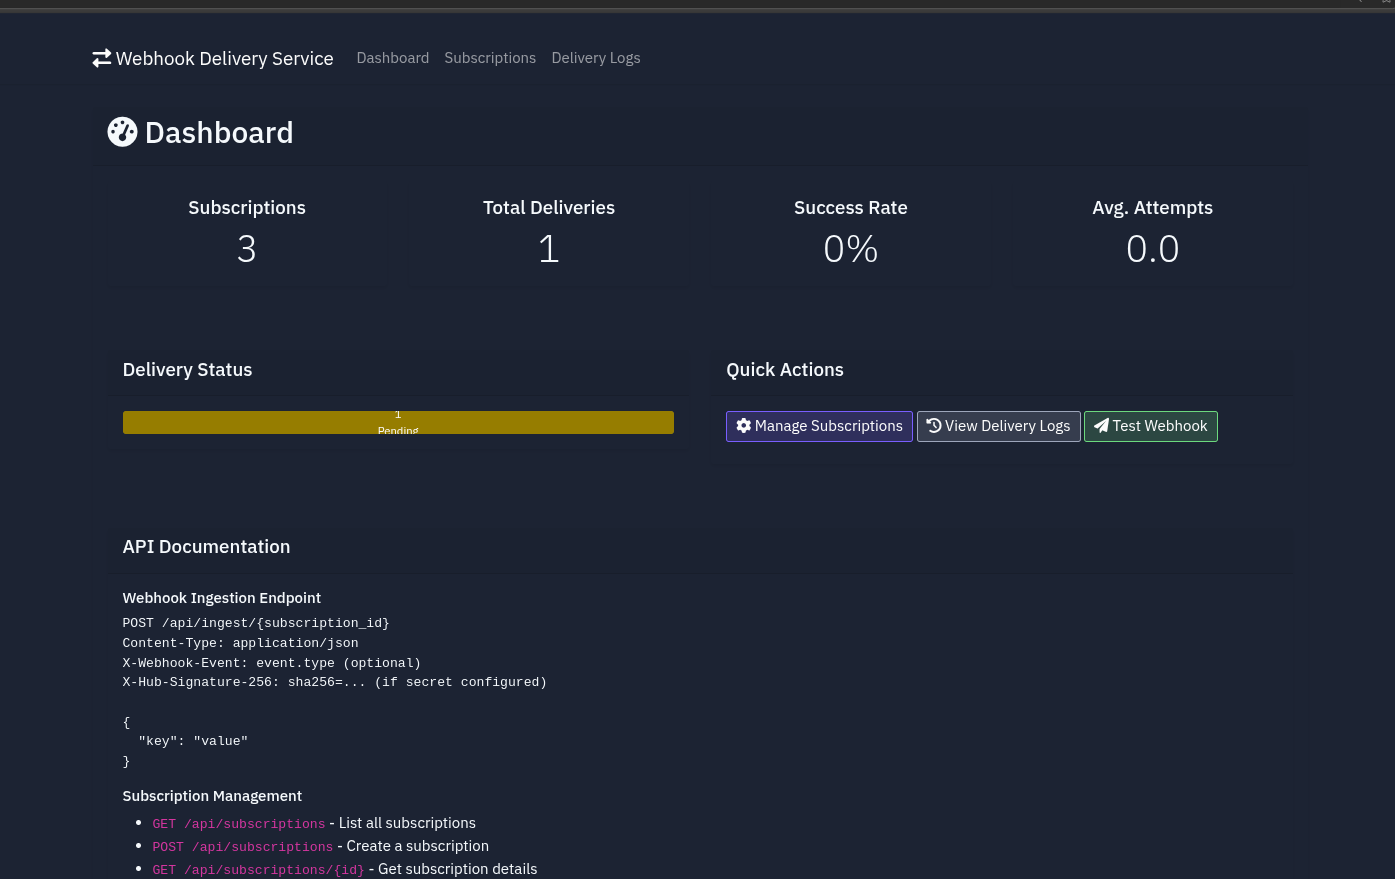 Webhook Delivery Service Dashboard Subscriptions Delivery Logs
Dashboard
Subscriptions Total Deliveries Success Rate Avg. Attempts
3 1 0% 0.0
Delivery Status Quick Actions
1
Pending
Manage Subscriptions View Delivery Logs Test Webhook
API Documentation
Webhook Ingestion Endpoint
POST /api/ingest/{subscription_id}
Content-Type: application/json
X-Webhook-Event: event.type (optional)
X-Hub-Signature-256: sha256=... (if secret configured)
{
"key": "value"
}
Subscription Management
GET /api/subscriptions - List all subscriptions
POST /api/subscriptions - Create a subscription
GET /api/subscriptions/{id} - Get subscription details